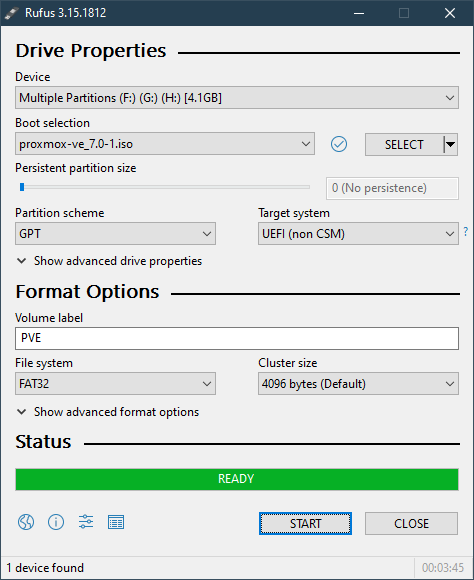 Rufus 3.15.1812
Drive Properties
Device
Multiple Partitions (F:) (G:) (H:) [4.1GB]
Boot selection
proxmox-ve_7.0-1.iso
SELECT
Persistent partition size
0 (No persistence)
Partition scheme
Target system
GPT
UEFI (non CSM)
?
Show advanced drive properties
Format Options
Volume label
PVE
File system
Cluster size
FAT32
4096 bytes (Default)
Show advanced format options
Status
READY
START
CLOSE
1 device found
00:03:45